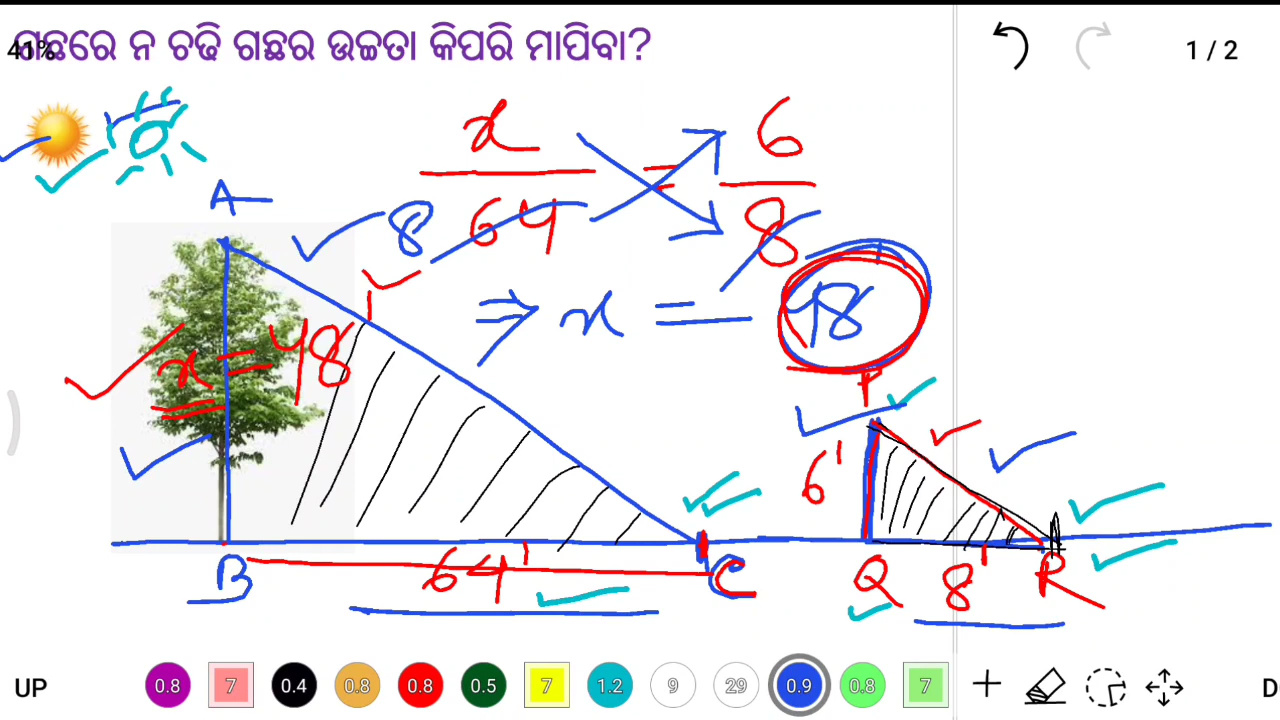 41%
ଗଛରେ ନ ଚଢି ଗଛର ଉଚ୍ଚତା କିପରି ମାପିବା?
1 / 2
x/64 = 6/8
8
⇒ x = 48
A
x = 48'
P
6'
B 64' C Q 8' R
UP 0.8 7 0.4 0.8 0.8 0.5 7 1.2 9 29 0.9 0.8 7 D